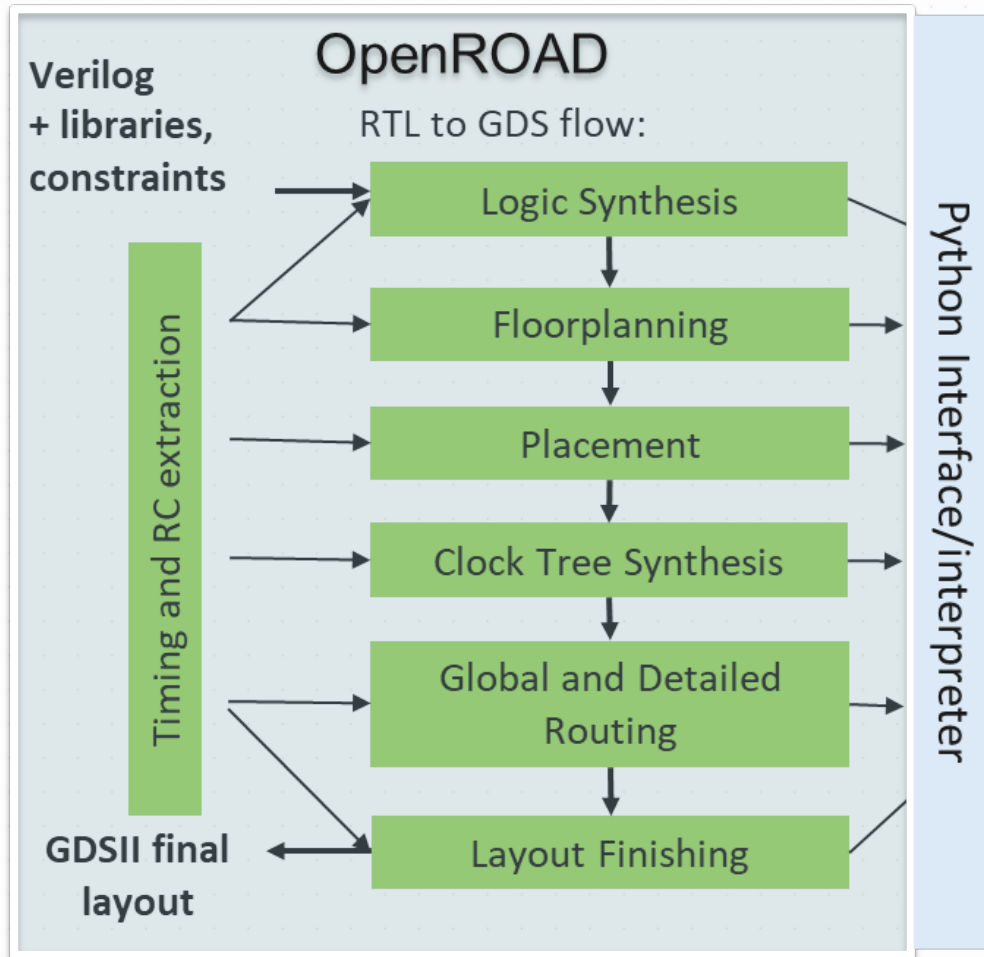 OpenROAD
Verilog
+ libraries,
constraints
RTL to GDS flow:
Logic Synthesis
Floorplanning
Placement
Clock Tree Synthesis
Global and Detailed
Routing
Layout Finishing
Timing and RC extraction
GDSII final
layout
Python Interface/interpreter